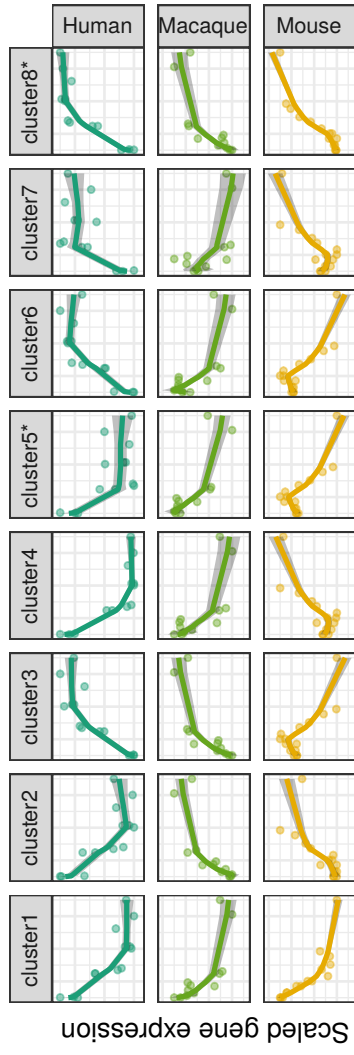 Human
Macaque
Mouse
cluster8*
cluster7
cluster6
cluster5*
cluster4
cluster3
cluster2
cluster1
Scaled gene expression